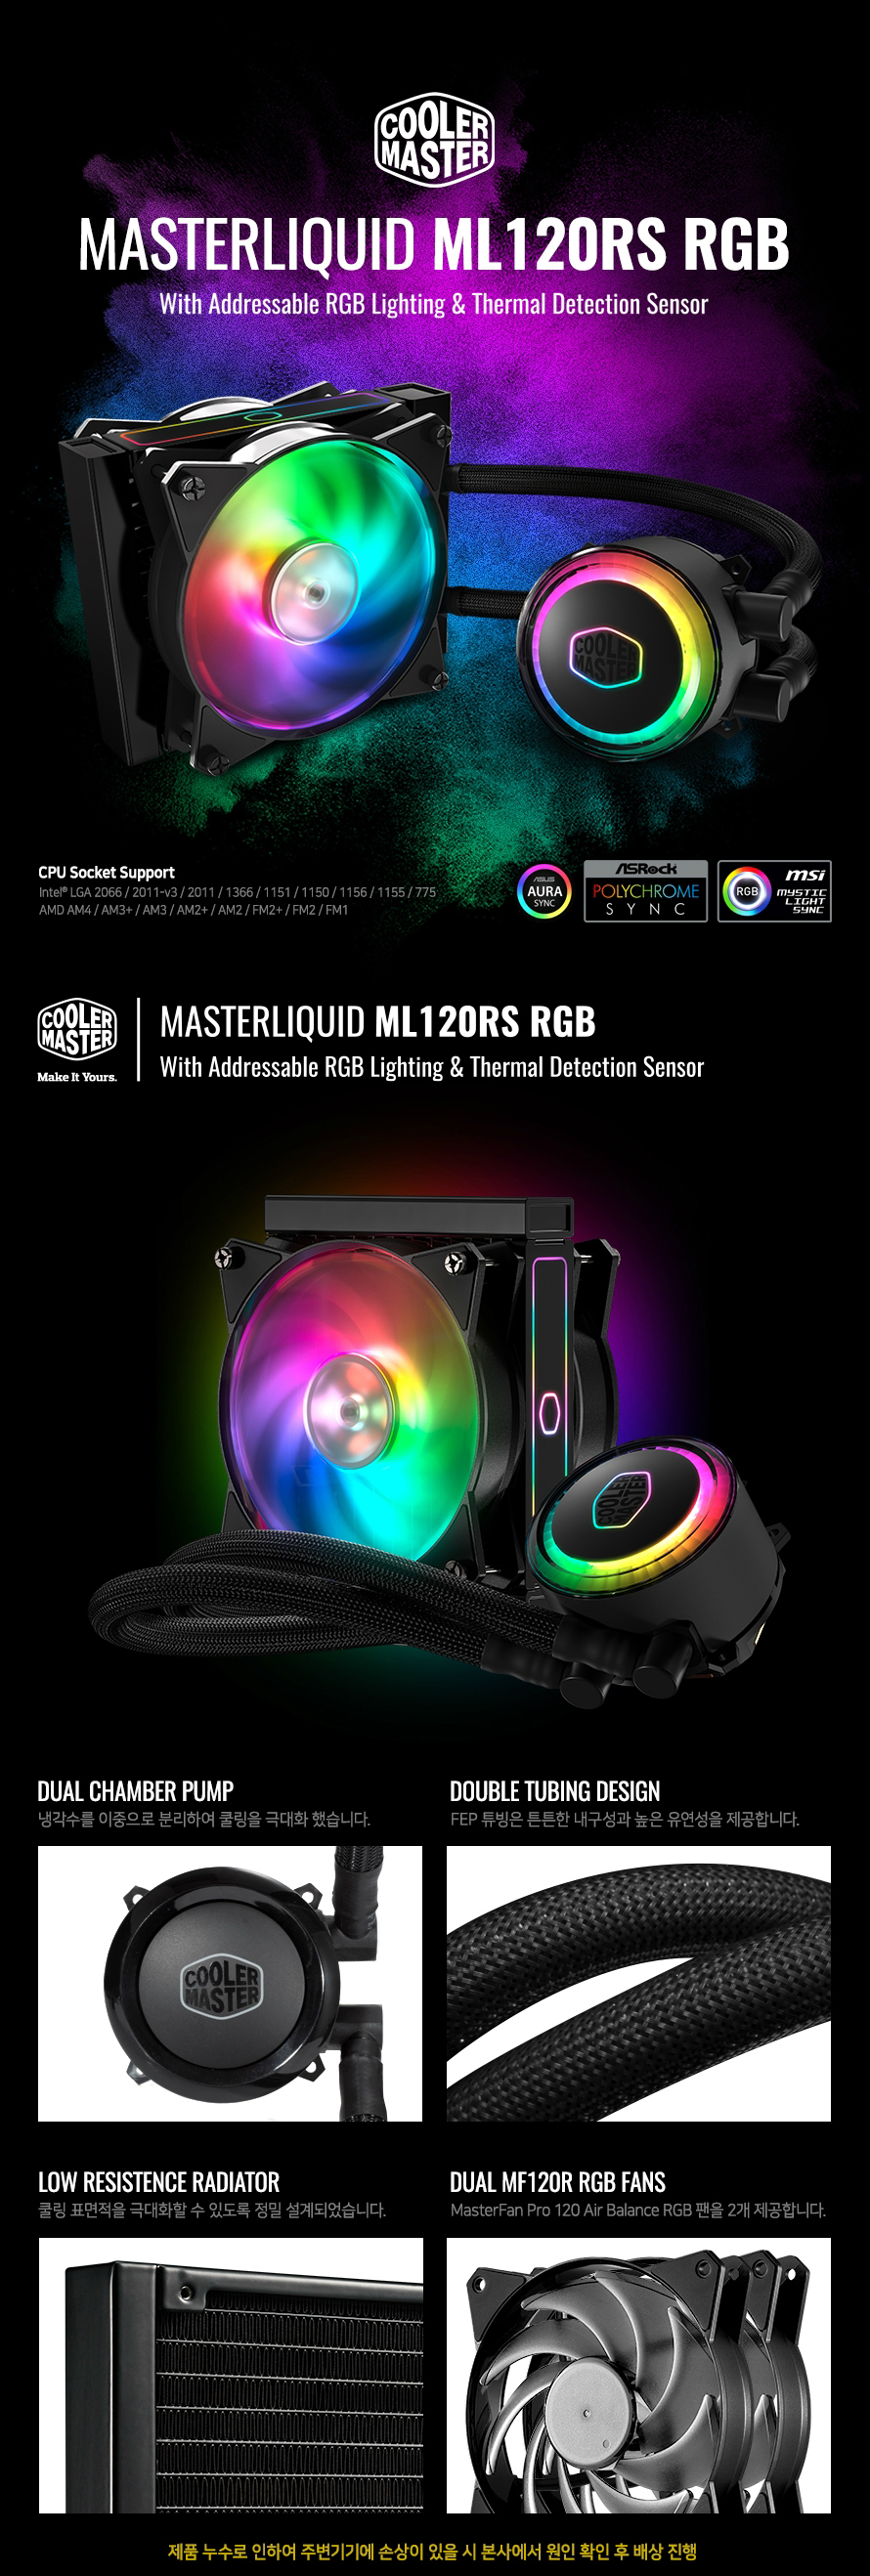 COOLER
MASTER
MASTERLIQUID ML120RS RGB
With Addressable RGB Lighting & Thermal Detection Sensor
COOLER
MASTER
CPU Socket Support
Intel® LGA 2066 / 2011-v3 / 2011 / 1366 / 1151 / 1150 / 1156 / 1155 / 775
AMD AM4 / AM3+ / AM3 / AM2+ / AM2 / FM2+ / FM2 / FM1
ASUS
AURA
SYNC
ASRock
POLYCHROME
SYNC
RGB
msi
MYSTIC
LIGHT
SYNC
COOLER
MASTER
Make It Yours.
MASTERLIQUID ML120RS RGB
With Addressable RGB Lighting & Thermal Detection Sensor
COOLER
MASTER
DUAL CHAMBER PUMP
냉각수를 이중으로 분리하여 쿨링을 극대화 했습니다.
DOUBLE TUBING DESIGN
FEP 튜빙은 튼튼한 내구성과 높은 유연성을 제공합니다.
COOLER
MASTER
LOW RESISTENCE RADIATOR
쿨링 표면적을 극대화할 수 있도록 정밀 설계되었습니다.
DUAL MF120R RGB FANS
MasterFan Pro 120 Air Balance RGB 팬을 2개 제공합니다.
제품 누수로 인하여 주변기기에 손상이 있을 시 본사에서 원인 확인 후 배상 진행